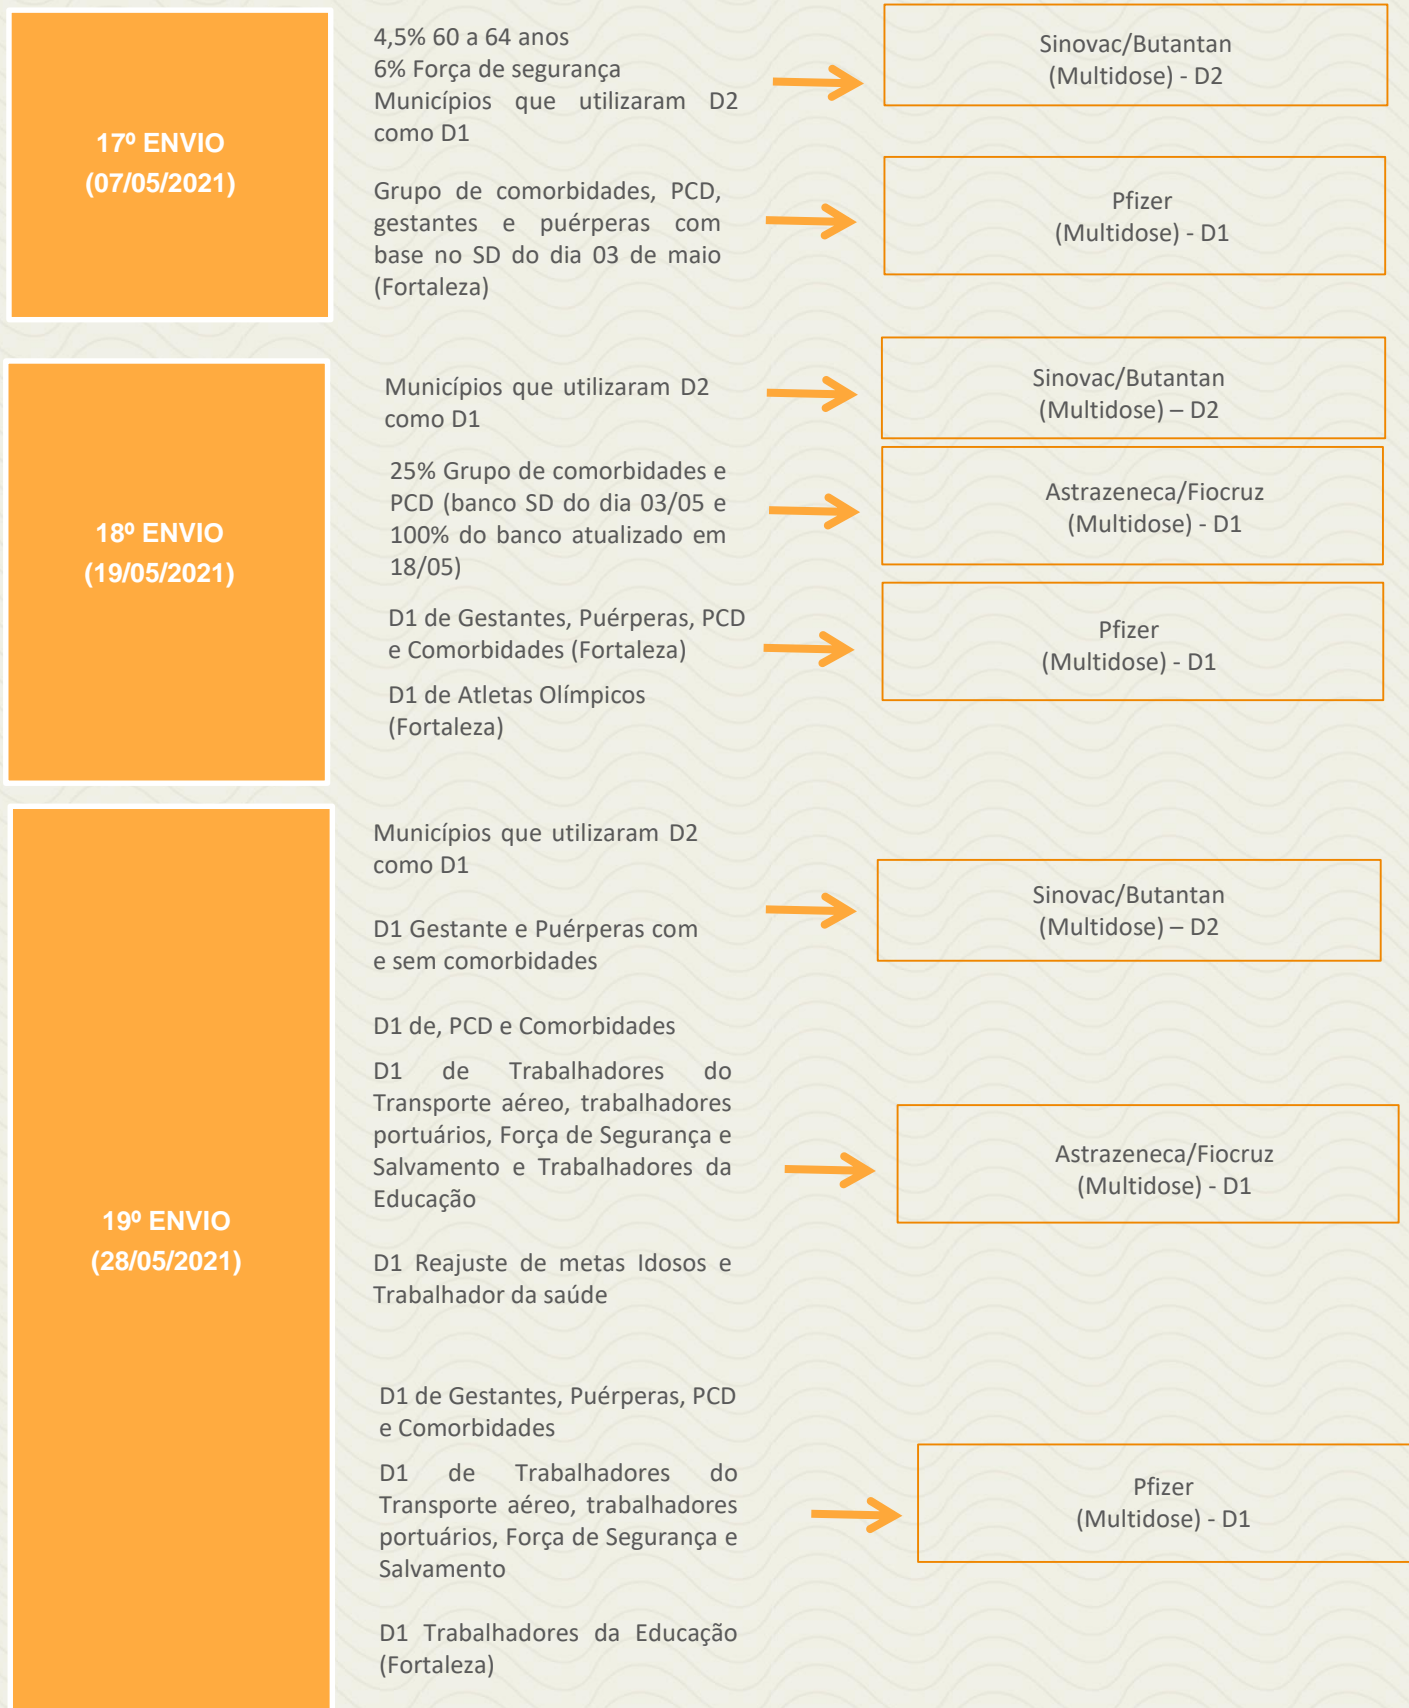 17º ENVIO
(07/05/2021)
4,5% 60 a 64 anos
6% Força de segurança
Municípios que utilizaram D2
como D1
Sinovac/Butantan
(Multidose) - D2
Grupo de comorbidades, PCD,
gestantes e puérperas com
base no SD do dia 03 de maio
(Fortaleza)
Pfizer
(Multidose) - D1
18º ENVIO
(19/05/2021)
Municípios que utilizaram D2
como D1
Sinovac/Butantan
(Multidose) – D2
25% Grupo de comorbidades e
PCD (banco SD do dia 03/05 e
100% do banco atualizado em
18/05)
Astrazeneca/Fiocruz
(Multidose) - D1
D1 de Gestantes, Puérperas, PCD
e Comorbidades (Fortaleza)
D1 de Atletas Olímpicos
(Fortaleza)
Pfizer
(Multidose) - D1
19º ENVIO
(28/05/2021)
Municípios que utilizaram D2
como D1
D1 Gestante e Puérperas com
e sem comorbidades
Sinovac/Butantan
(Multidose) – D2
D1 de, PCD e Comorbidades
D1 de Trabalhadores do
Transporte aéreo, trabalhadores
portuários, Força de Segurança e
Salvamento e Trabalhadores da
Educação
D1 Reajuste de metas Idosos e
Trabalhador da saúde
Astrazeneca/Fiocruz
(Multidose) - D1
D1 de Gestantes, Puérperas, PCD
e Comorbidades
D1 de Trabalhadores do
Transporte aéreo, trabalhadores
portuários, Força de Segurança e
Salvamento
D1 Trabalhadores da Educação
(Fortaleza)
Pfizer
(Multidose) - D1